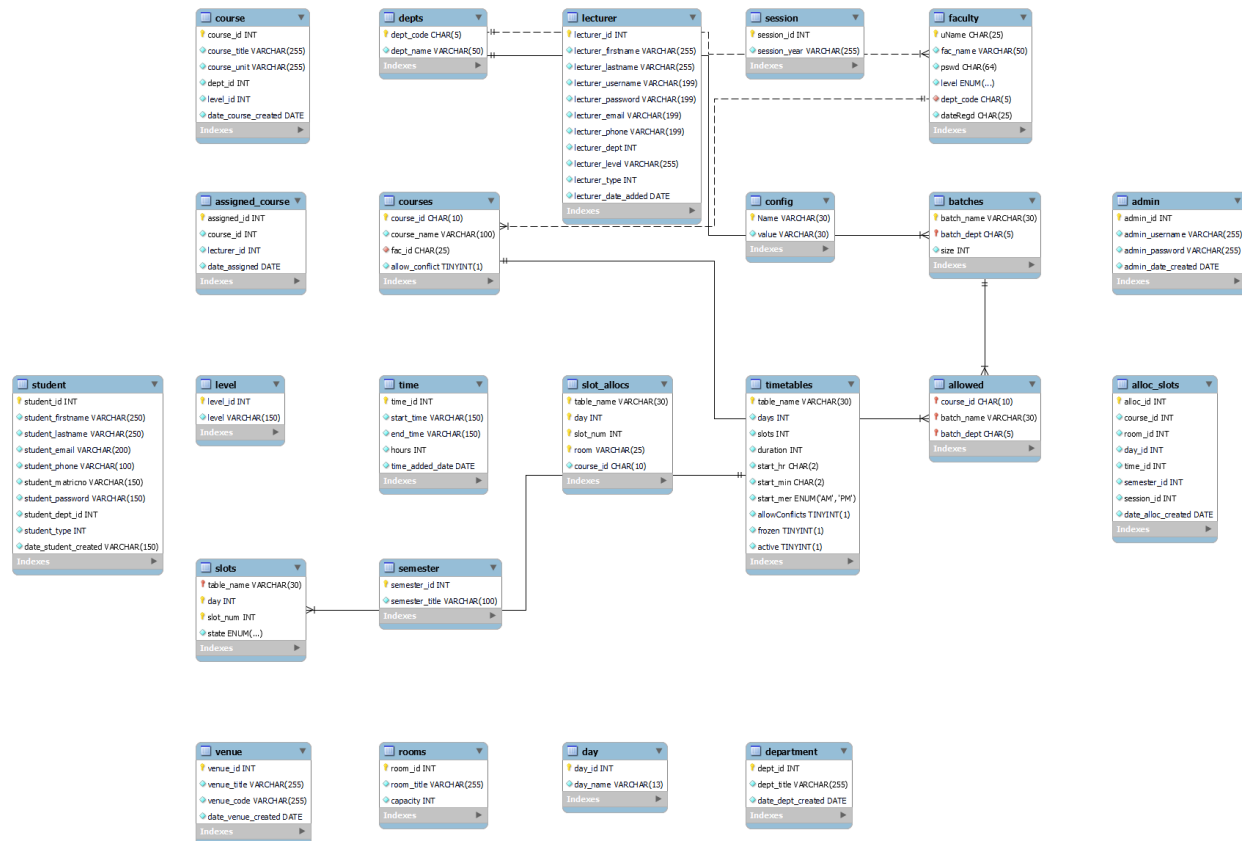 course
course_id INT
course_title VARCHAR(255)
course_unit VARCHAR(255)
dept_id INT
level_id INT
date_course_created DATE
Indexes
depts
dept_code CHAR(5)
dept_name VARCHAR(50)
Indexes
lecturer
lecturer_id INT
lecturer_firstname VARCHAR(255)
lecturer_lastname VARCHAR(255)
lecturer_username VARCHAR(199)
lecturer_password VARCHAR(199)
lecturer_email VARCHAR(199)
lecturer_phone VARCHAR(199)
lecturer_dept INT
lecturer_level VARCHAR(255)
lecturer_type INT
lecturer_date_added DATE
Indexes
session
session_id INT
session_year VARCHAR(255)
Indexes
faculty
uName CHAR(25)
fac_name VARCHAR(50)
pswd CHAR(64)
level ENUM(...)
dept_code CHAR(5)
dateRegd CHAR(25)
Indexes
assigned_course
assigned_id INT
course_id INT
lecturer_id INT
date_assigned DATE
Indexes
courses
course_id CHAR(10)
course_name VARCHAR(100)
fac_id CHAR(25)
allow_conflict TINYINT(1)
Indexes
config
Name VARCHAR(30)
value VARCHAR(30)
Indexes
batches
batch_name VARCHAR(30)
batch_dept CHAR(5)
size INT
Indexes
admin
admin_id INT
admin_username VARCHAR(255)
admin_password VARCHAR(255)
admin_date_created DATE
Indexes
student
student_id INT
student_firstname VARCHAR(250)
student_lastname VARCHAR(250)
student_email VARCHAR(200)
student_phone VARCHAR(100)
student_matricno VARCHAR(150)
student_password VARCHAR(150)
student_dept_id INT
student_type INT
date_student_created VARCHAR(150)
Indexes
level
level_id INT
level VARCHAR(150)
Indexes
time
time_id INT
start_time VARCHAR(150)
end_time VARCHAR(150)
hours INT
time_added_date DATE
Indexes
slot_allocs
table_name VARCHAR(30)
day INT
slot_num INT
room VARCHAR(25)
course_id CHAR(10)
Indexes
timetables
table_name VARCHAR(30)
days INT
slots INT
duration INT
start_hr CHAR(2)
start_min CHAR(2)
start_mer ENUM('AM', 'PM')
allowConflicts TINYINT(1)
frozen TINYINT(1)
active TINYINT(1)
Indexes
allowed
course_id CHAR(10)
batch_name VARCHAR(30)
batch_dept CHAR(5)
Indexes
alloc_slots
alloc_id INT
course_id INT
room_id INT
day_id INT
time_id INT
semester_id INT
session_id INT
date_alloc_created DATE
Indexes
slots
table_name VARCHAR(30)
day INT
slot_num INT
state ENUM(...)
Indexes
semester
semester_id INT
semester_title VARCHAR(100)
Indexes
venue
venue_id INT
venue_title VARCHAR(255)
venue_code VARCHAR(255)
date_venue_created DATE
Indexes
rooms
room_id INT
room_title VARCHAR(255)
capacity INT
Indexes
day
day_id INT
day_name VARCHAR(13)
Indexes
department
dept_id INT
dept_title VARCHAR(255)
date_dept_created DATE
Indexes